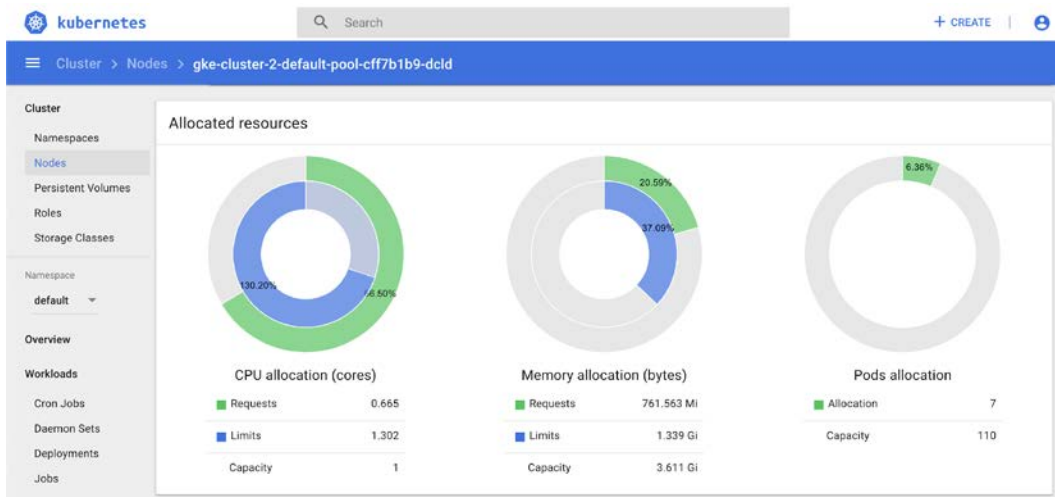 kubernetes
Search
+ CREATE
Cluster > Nodes > gke-cluster-2-default-pool-cff7b1b9-dcld
Cluster
Namespaces
Nodes
Persistent Volumes
Roles
Storage Classes
Namespace
default
Overview
Workloads
Cron Jobs
Daemon Sets
Deployments
Jobs
Allocated resources
130.20%
66.50%
CPU allocation (cores)
Requests 0.665
Limits 1.302
Capacity 1
20.59%
37.09%
Memory allocation (bytes)
Requests 761.563 Mi
Limits 1.339 Gi
Capacity 3.611 Gi
6.36%
Pods allocation
Allocation 7
Capacity 110